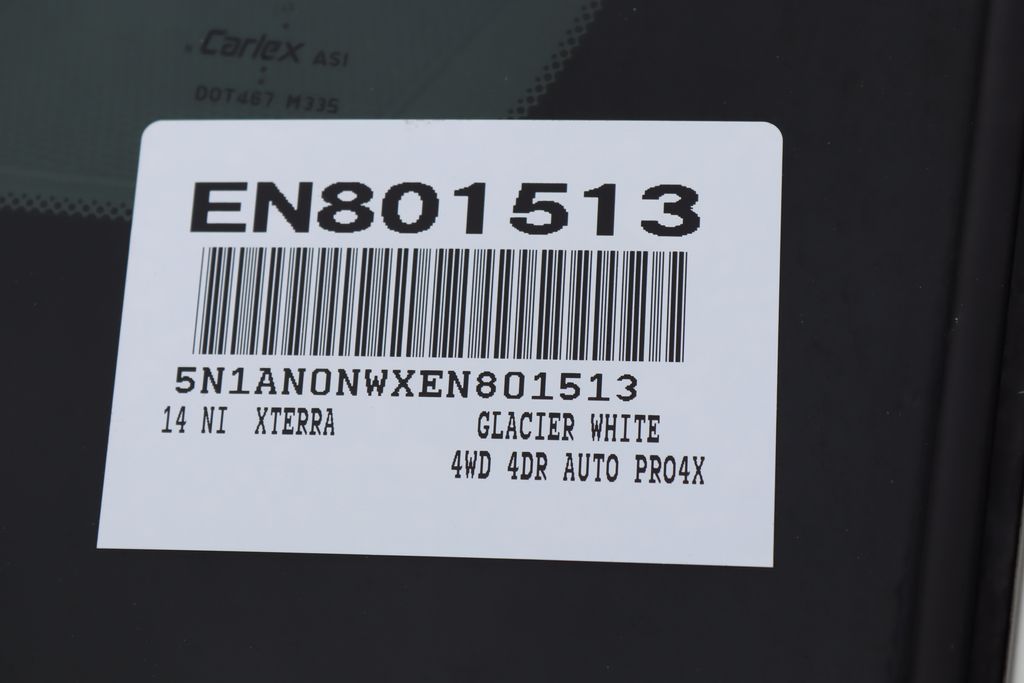 Carlex ASI
DOT467 M335
EN801513
5N1AN0NWXEN801513
14 NI XTERRA GLACIER WHITE
4WD 4DR AUTO PRO4X